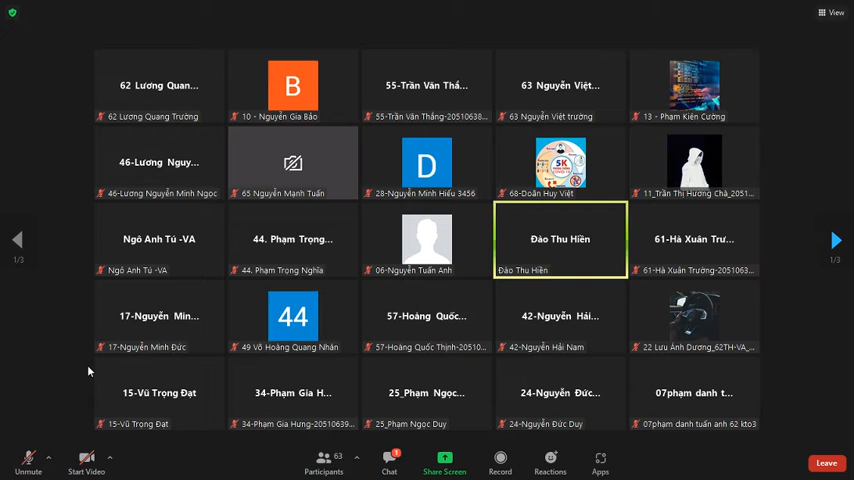 View
62 Lương Quan...
B
55-Trần Văn Thắ...
63 Nguyễn Việt...
62 Lương Quang Trường
10 - Nguyễn Gia Bảo
55-Trần Văn Thắng-20510638...
63 Nguyễn Việt trường
13 - Phạm Kiên Cường
46-Lương Nguy...
D
5K
46-Lương Nguyễn Minh Ngọc
65 Nguyễn Mạnh Tuấn
28-Nguyễn Minh Hiếu 3456
68-Doãn Huy Việt
11_Trần Thị Hương Chà_2051...
Ngô Anh Tú -VA
44. Phạm Trọng...
Đào Thu Hiền
61-Hà Xuân Trư...
1/3
Ngô Anh Tú -VA
44. Phạm Trọng Nghĩa
06-Nguyễn Tuấn Anh
Đào Thu Hiền
61-Hà Xuân Trường-2051063...
1/3
17-Nguyễn Min...
44
57-Hoàng Quốc...
42-Nguyễn Hải...
17-Nguyễn Minh Đức
49 Võ Hoàng Quang Nhân
57-Hoàng Quốc Thịnh-205106...
42-Nguyễn Hải Nam
22 Lưu Ánh Dương_62TH-VA_...
15-Vũ Trọng Đạt
34-Phạm Gia H...
25_Phạm Ngọc...
24-Nguyễn Đức...
07phạm danh t...
15-Vũ Trọng Đạt
34-Phạm Gia Hưng-20510639...
25_Phạm Ngọc Duy
24-Nguyễn Đức Duy
07phạm danh tuấn anh 62 kto3
63
1
Unmute
Start Video
Participants
Chat
Share Screen
Record
Reactions
Apps
Leave